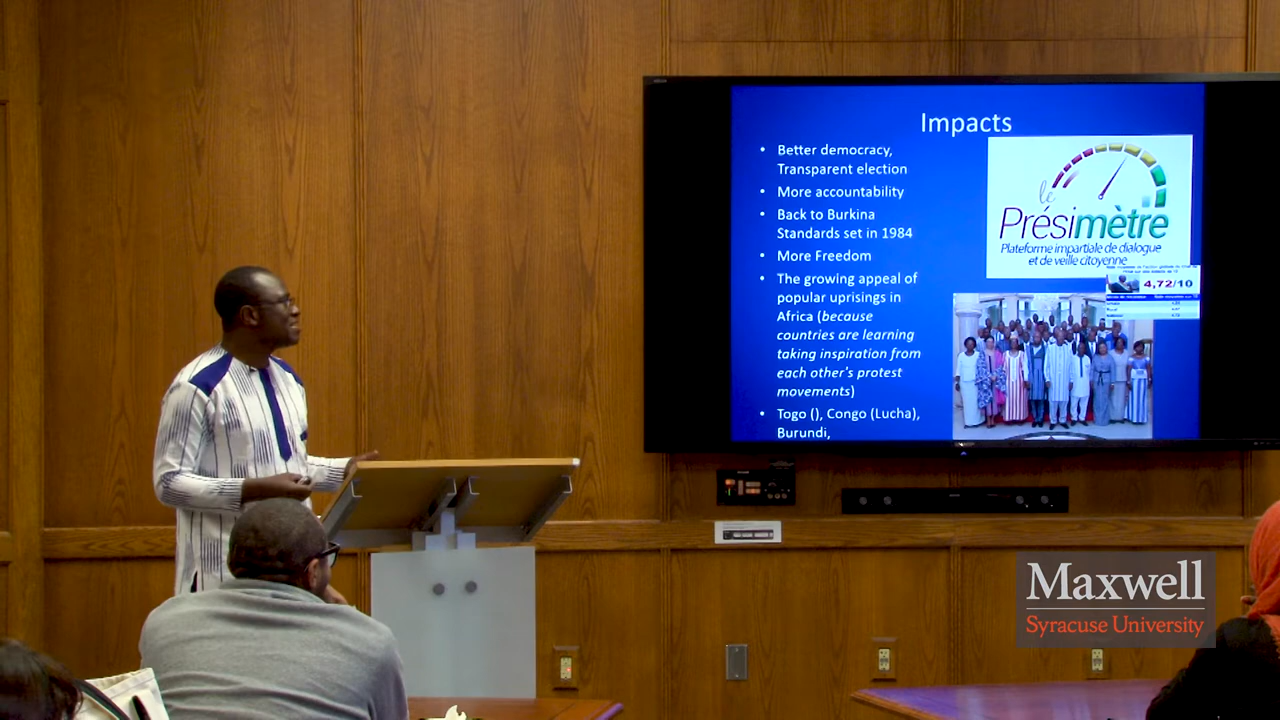 Impacts
• Better democracy,
Transparent election
• More accountability
• Back to Burkina
Standards set in 1984
• More Freedom
• The growing appeal of
popular uprisings in
Africa (because
countries are learning
taking inspiration from
each other's protest
movements)
• Togo (), Congo (Lucha),
Burundi,
le
Présimètre
Plateforme impartiale de dialogue
et de veille citoyenne
4,72/10
Maxwell
Syracuse University